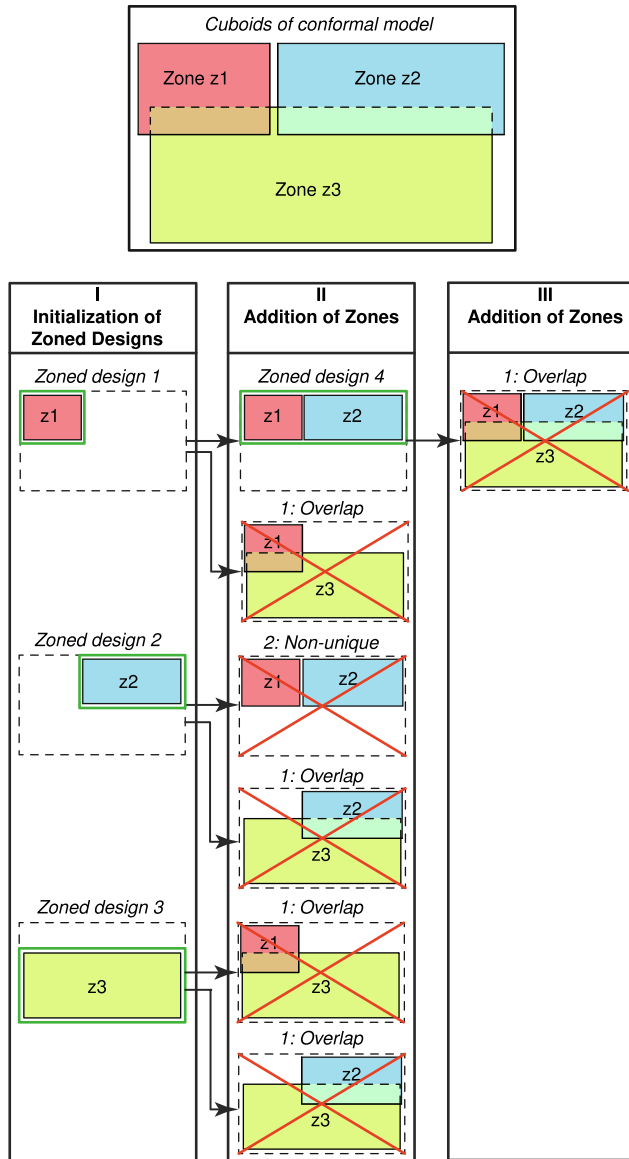 Cuboids of conformal model
Zone z1
Zone z2
Zone z3
I
Initialization of
Zoned Designs
Zoned design 1
z1
Zoned design 2
z2
Zoned design 3
z3
II
Addition of Zones
Zoned design 4
z1
z2
1: Overlap
z1
z3
2: Non-unique
z1
z2
1: Overlap
z2
z3
1: Overlap
z1
z3
1: Overlap
z2
z3
III
Addition of Zones
1: Overlap
z1
z2
z3